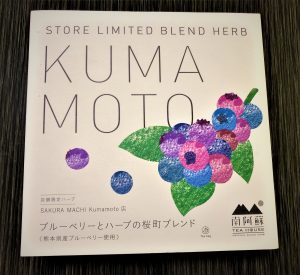 STORE LIMITED BLEND HERB
KUMA
MOTO
店舗限定ハーブ
SAKURA MACHI Kumamoto 店
ブルーベリーとハーブの桜町ブレンド
(熊本県産ブルーベリー使用)
南阿蘇
TEA HOUSE